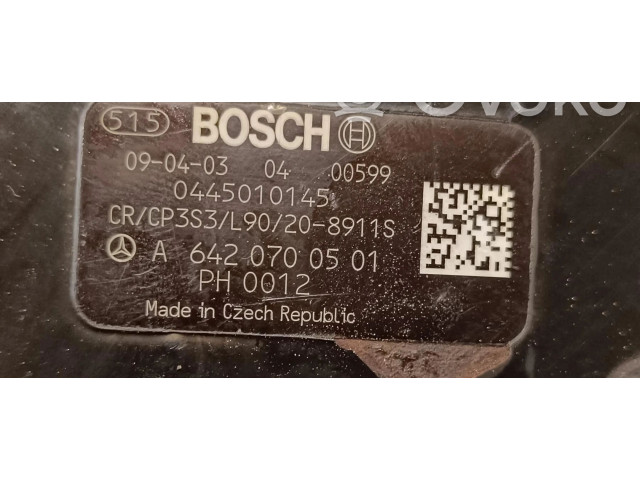 515 BOSCH
09-04-03 04 00599
0445010145
CR/CP3S3/L90/20-8911S
A 642 070 05 01
PH 0012
Made in Czech Republic